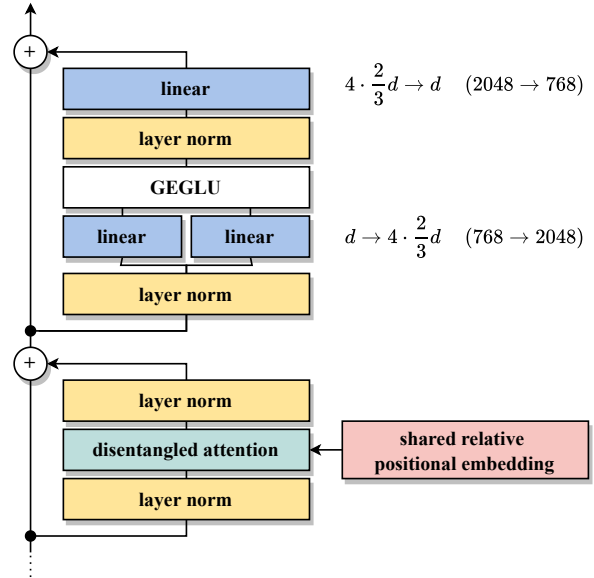 +
linear
4 · 2/3 d → d (2048 → 768)
layer norm
GEGLU
linear linear
d → 4 · 2/3 d (768 → 2048)
layer norm
+
layer norm
disentangled attention
shared relative
positional embedding
layer norm